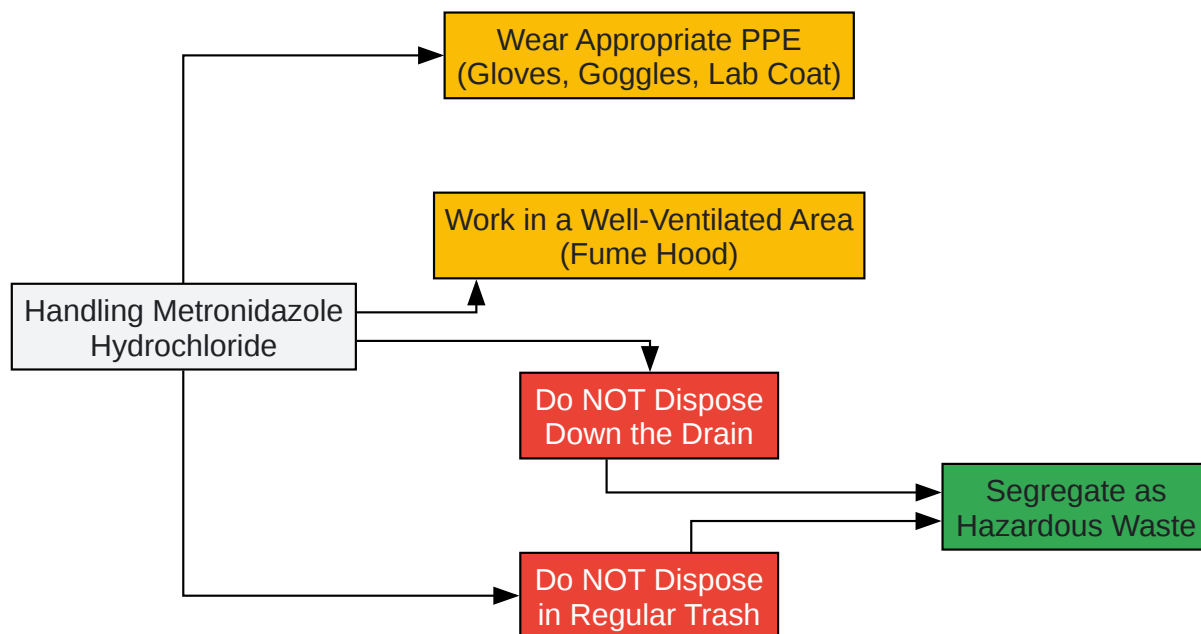 Wear Appropriate PPE
(Gloves, Goggles, Lab Coat)
Work in a Well-Ventilated Area
(Fume Hood)
Handling Metronidazole
Hydrochloride
Do NOT Dispose
Down the Drain
Segregate as
Hazardous Waste
Do NOT Dispose
in Regular Trash